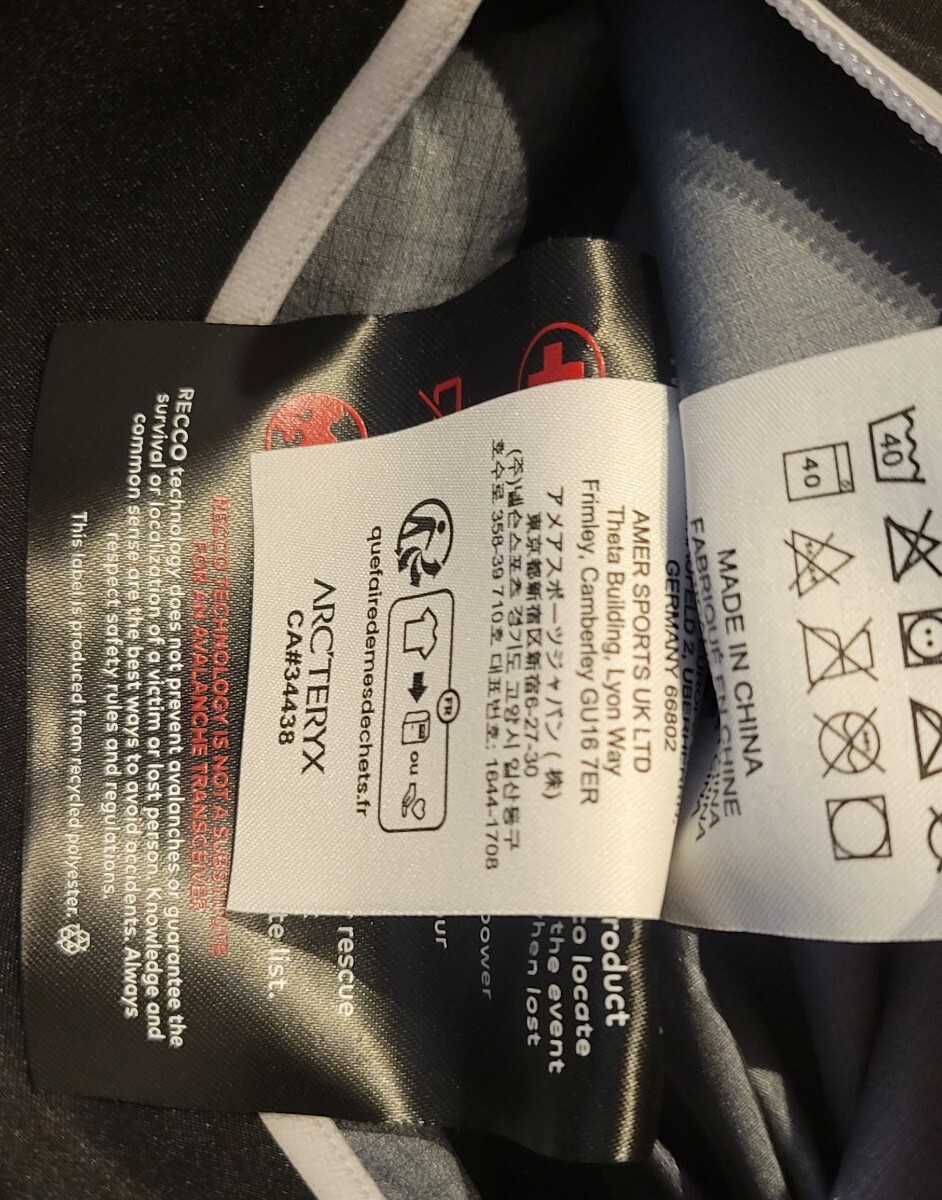 40
40
MADE IN CHINA
FABRIQUÉ EN CHINE
GERMANY 66802
AMER SPORTS UK LTD
Theta Building, Lyon Way
Frimley, Camberley GU16 7ER
アメアスポーツジャパン (株)
東京都新宿区新宿6-27-30
(주)넬슨스포츠 경기도 고양시 일산동구
호수로 358-39 710호 대표번호: 1644-1708
FR
ou
quefairedemesdechets.fr
ARC'TERYX
CA#34438
roduct
to locate
the event
hen lost
power
ur
rescue
te list.
RECCO TECHNOLOGY IS NOT A SUBSTITUTE
FOR AN AVALANCHE TRANSCEIVER
RECCO technology does not prevent avalanches or guarantee the
survival or localization of a victim or lost person. Knowledge and
common sense are the best ways to avoid accidents. Always
respect safety rules and regulations.
This label is produced from recycled polyester.